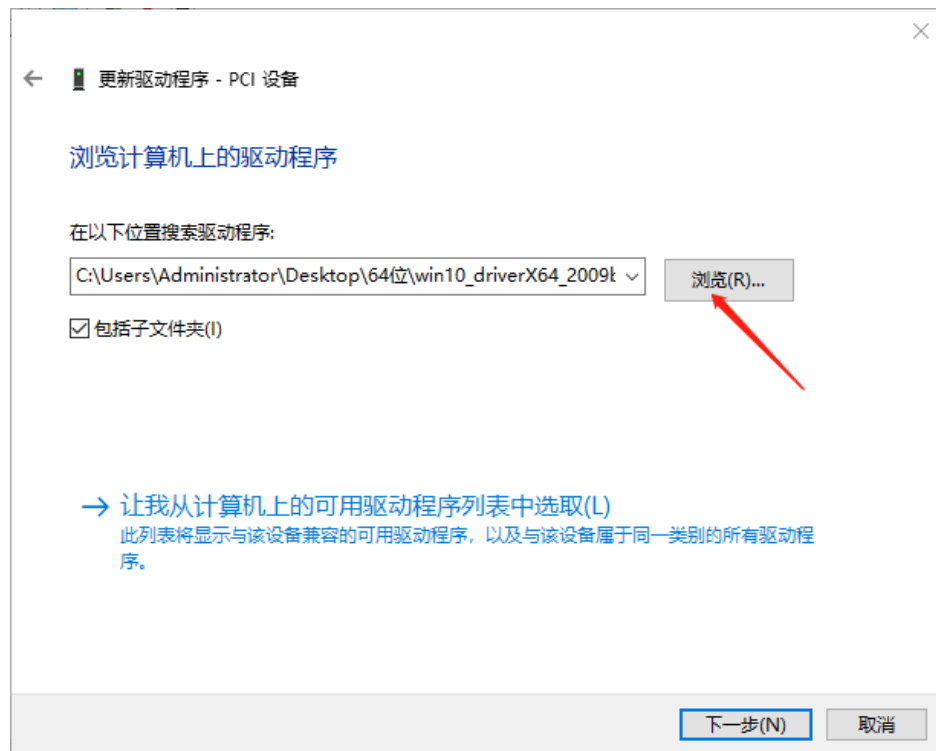 更新驱动程序 - PCI 设备
浏览计算机上的驱动程序
在以下位置搜索驱动程序:
C:\Users\Administrator\Desktop\64位\win10_driverX64_2009
浏览(R)...
包括子文件夹(I)
让我从计算机上的可用驱动程序列表中选取(L)
此列表将显示与该设备兼容的可用驱动程序，以及与该设备属于同一类别的所有驱动程
序。
下一步(N)
取消